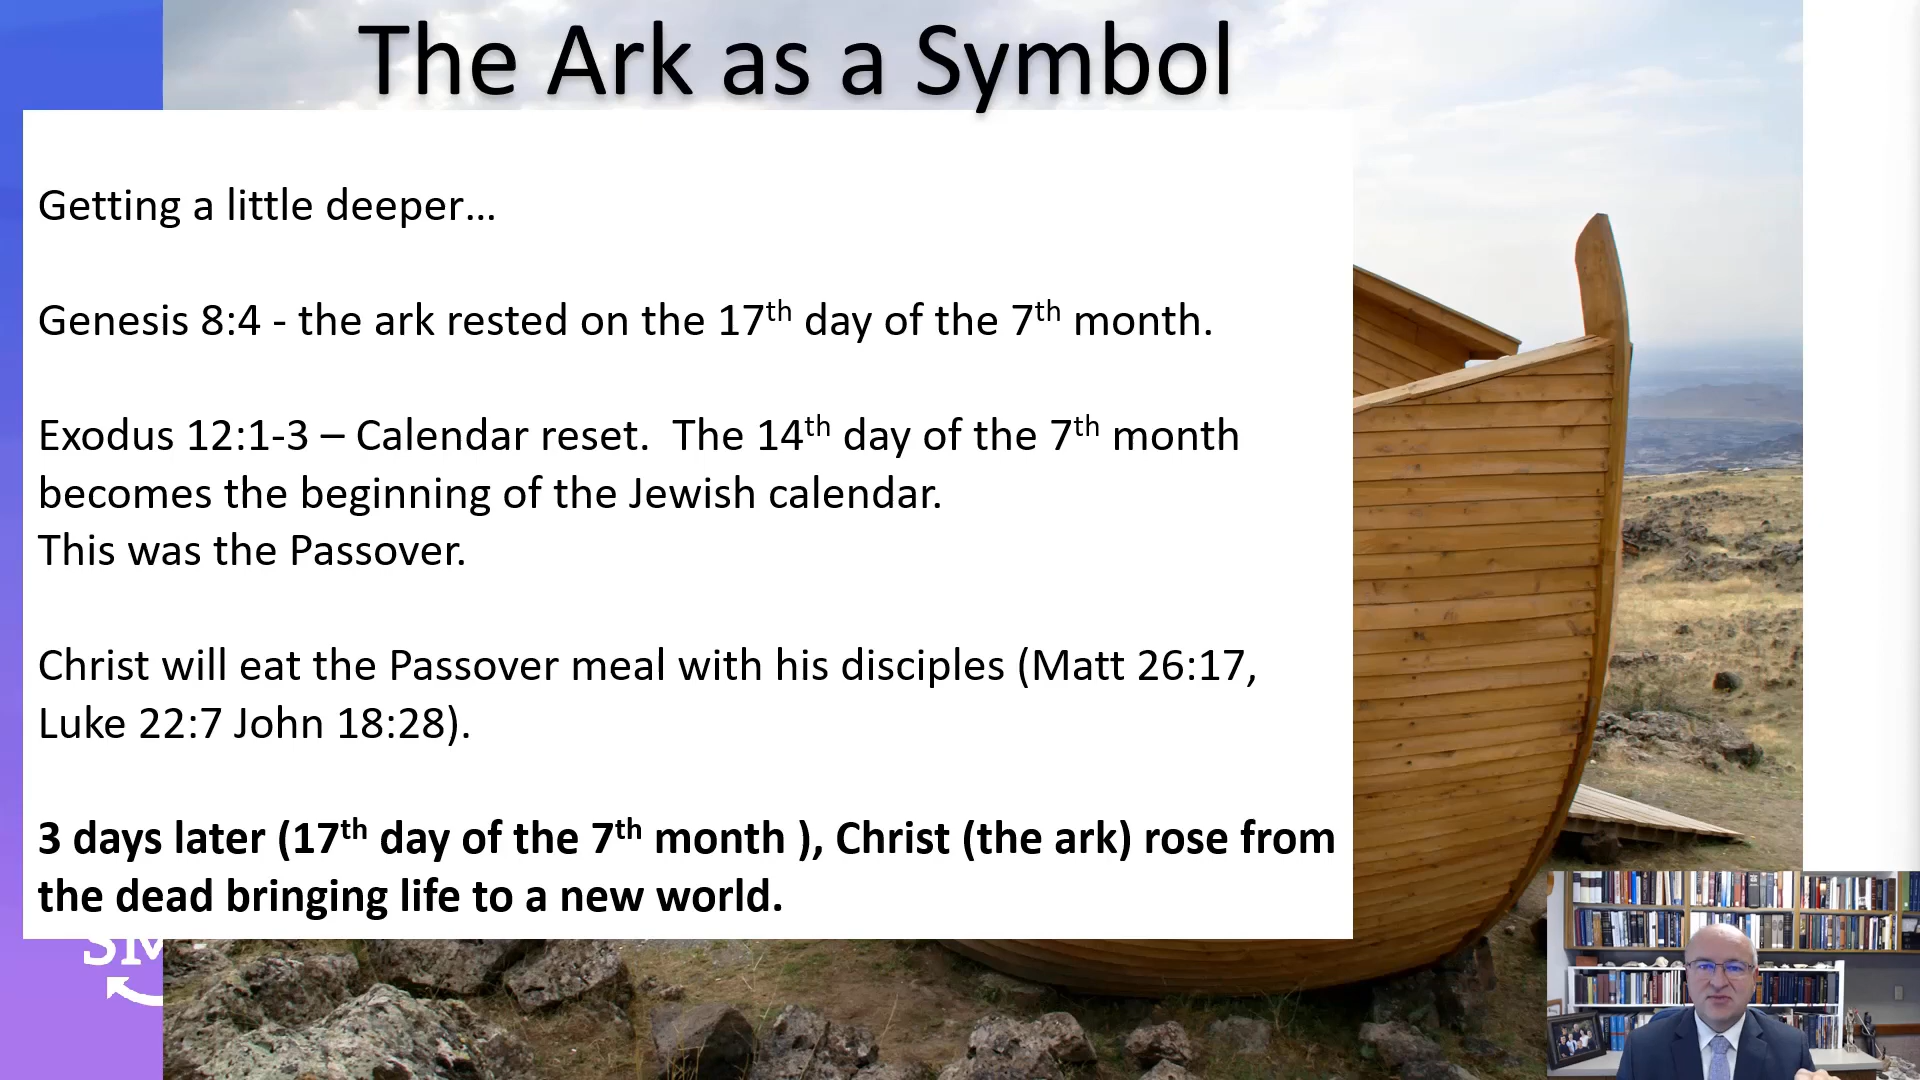 The Ark as a Symbol
Getting a little deeper…
Genesis 8:4 - the ark rested on the 17th day of the 7th month.
Exodus 12:1-3 – Calendar reset.  The 14th day of the 7th month
becomes the beginning of the Jewish calendar.
This was the Passover.
Christ will eat the Passover meal with his disciples (Matt 26:17,
Luke 22:7 John 18:28).
3 days later (17th day of the 7th month ), Christ (the ark) rose from
the dead bringing life to a new world.
SM